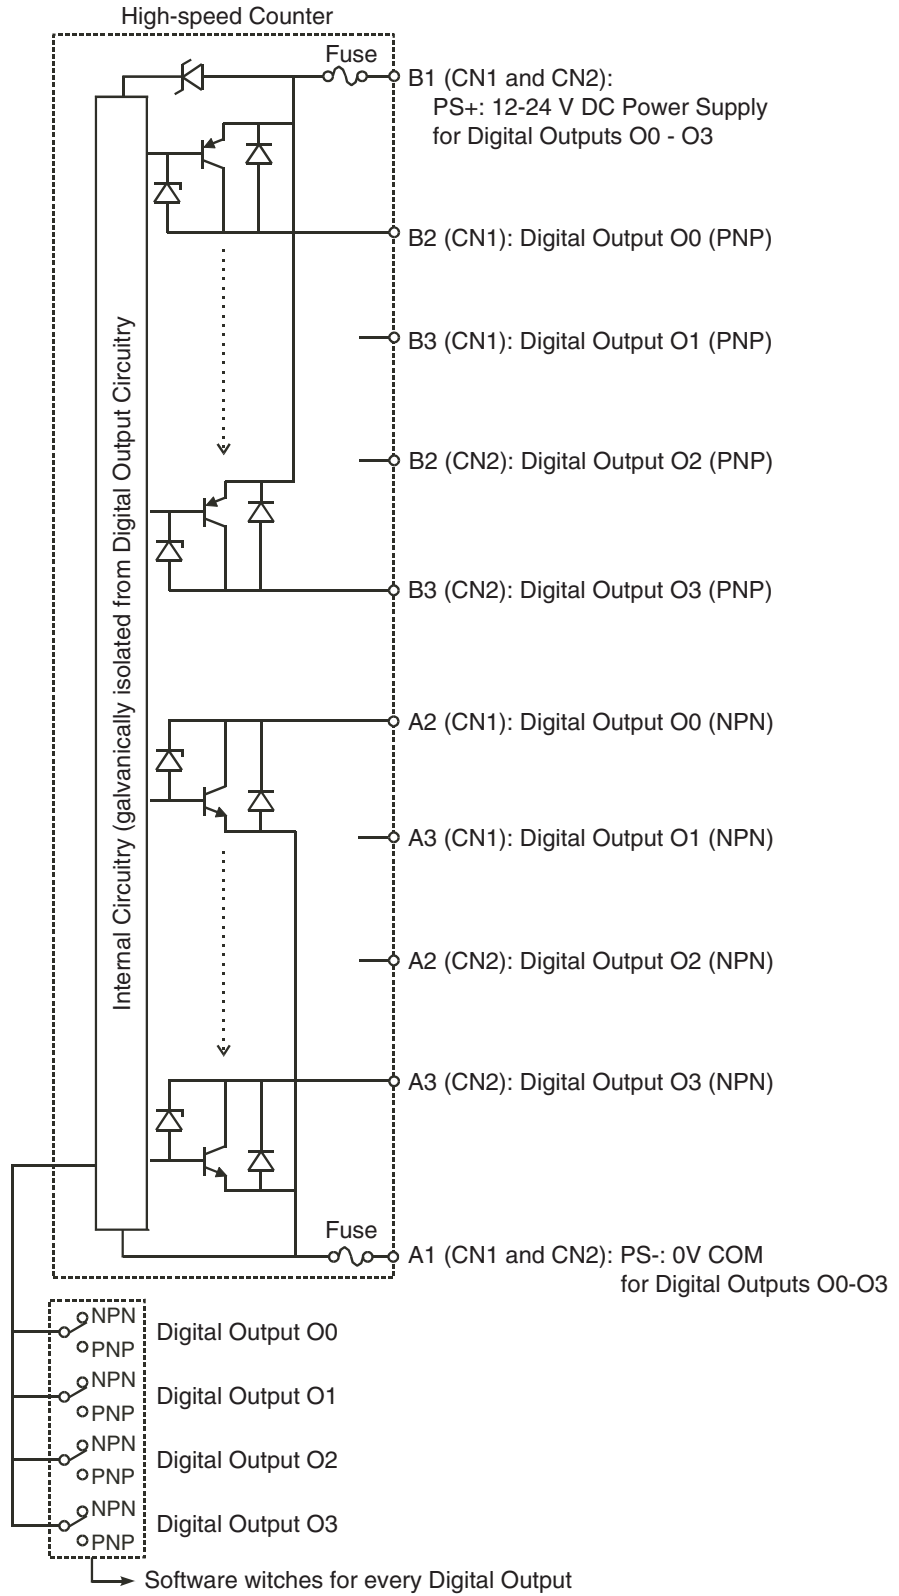 High-speed Counter
Fuse
B1 (CN1 and CN2):
PS+: 12-24 V DC Power Supply
for Digital Outputs O0 - O3
B2 (CN1): Digital Output O0 (PNP)
B3 (CN1): Digital Output O1 (PNP)
B2 (CN2): Digital Output O2 (PNP)
B3 (CN2): Digital Output O3 (PNP)
Internal Circuitry (galvanically isolated from Digital Output Circuitry
A2 (CN1): Digital Output O0 (NPN)
A3 (CN1): Digital Output O1 (NPN)
A2 (CN2): Digital Output O2 (NPN)
A3 (CN2): Digital Output O3 (NPN)
Fuse
A1 (CN1 and CN2): PS-: 0V COM
for Digital Outputs O0-O3
NPN
Digital Output O0
PNP
NPN
Digital Output O1
PNP
NPN
Digital Output O2
PNP
NPN
Digital Output O3
PNP
Software witches for every Digital Output